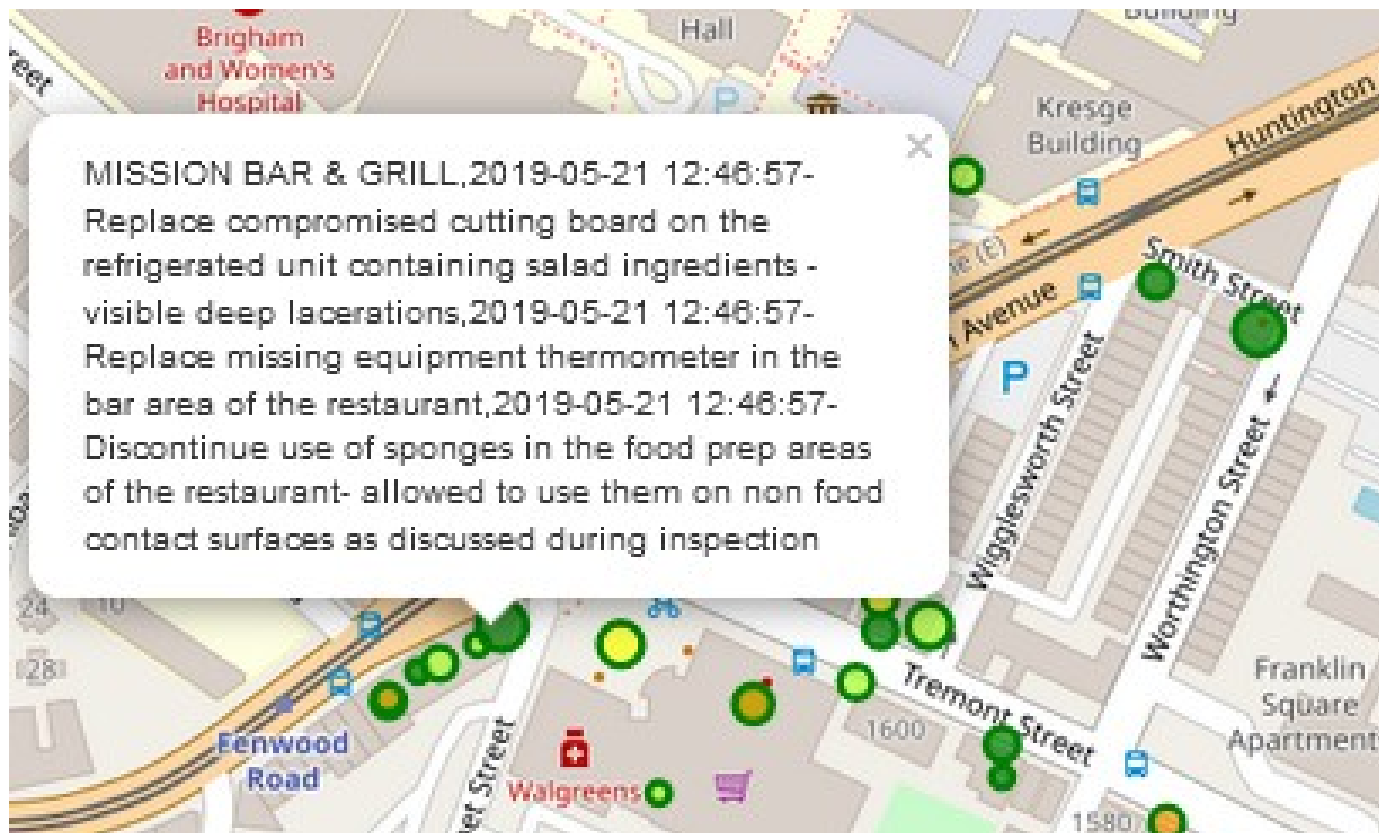 Building
Hall
Brigham
and Women's
Hospital
Kresge
Building
Huntington
MISSION BAR & GRILL,2019-05-21 12:46:57-
Replace compromised cutting board on the
refrigerated unit containing salad ingredients -
visible deep lacerations,2019-05-21 12:46:57-
Replace missing equipment thermometer in the
bar area of the restaurant,2019-05-21 12:46:57-
Discontinue use of sponges in the food prep areas
of the restaurant- allowed to use them on non food
contact surfaces as discussed during inspection
×
P
(E)
Avenue
Smith Street
P
Wigglesworth Street
Worthington Street
24
10
28
Fenwood
Road
Street
Walgreens
Tremont Street
1600
Franklin
Square
Apartment
1580